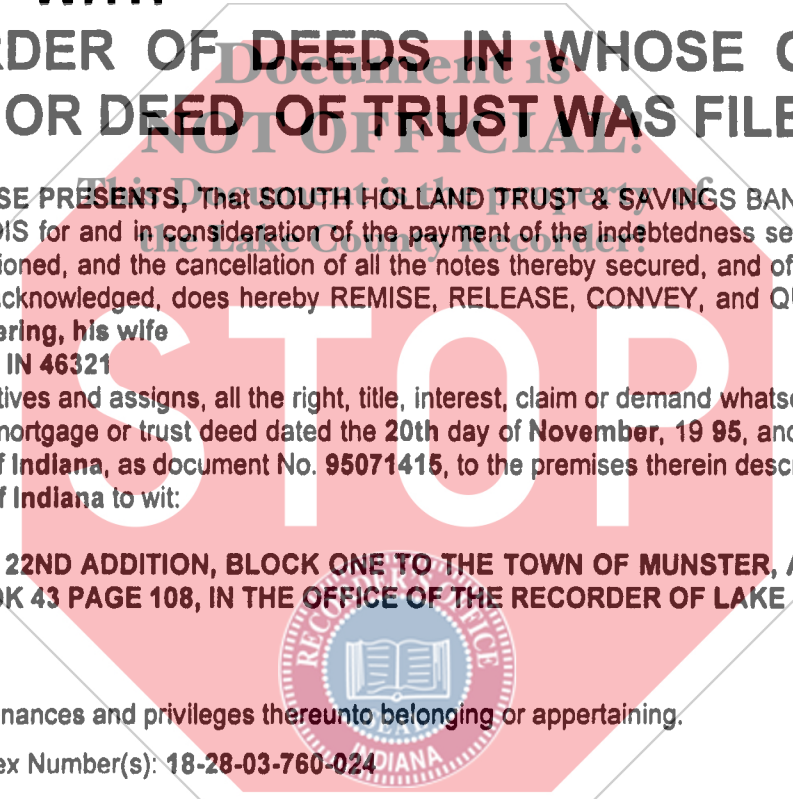 RDER OF DEEDS IN WHOSE
OR DEED OF TRUST WAS FILE
Document is
NOT OFFICIAL!
This Document is the property of
the Lake County Recorder!
SE PRESENTS, That SOUTH HOLLAND TRUST & SAVINGS BAN
OIS for and in consideration of the payment of the indebtedness se
ioned, and the cancellation of all the notes thereby secured, and of
cknowledged, does hereby REMISE, RELEASE, CONVEY, and QU
ering, his wife
IN 46321
tives and assigns, all the right, title, interest, claim or demand whatso
mortgage or trust deed dated the 20th day of November, 19 95, and
f Indiana, as document No. 95071415, to the premises therein descr
f Indiana to wit:
STOP
22ND ADDITION, BLOCK ONE TO THE TOWN OF MUNSTER, A
OK 43 PAGE 108, IN THE OFFICE OF THE RECORDER OF LAKE
RECORDER'S OFFICE
SEAL
INDIANA
nances and privileges thereunto belonging or appertaining.
ex Number(s): 18-28-03-760-024